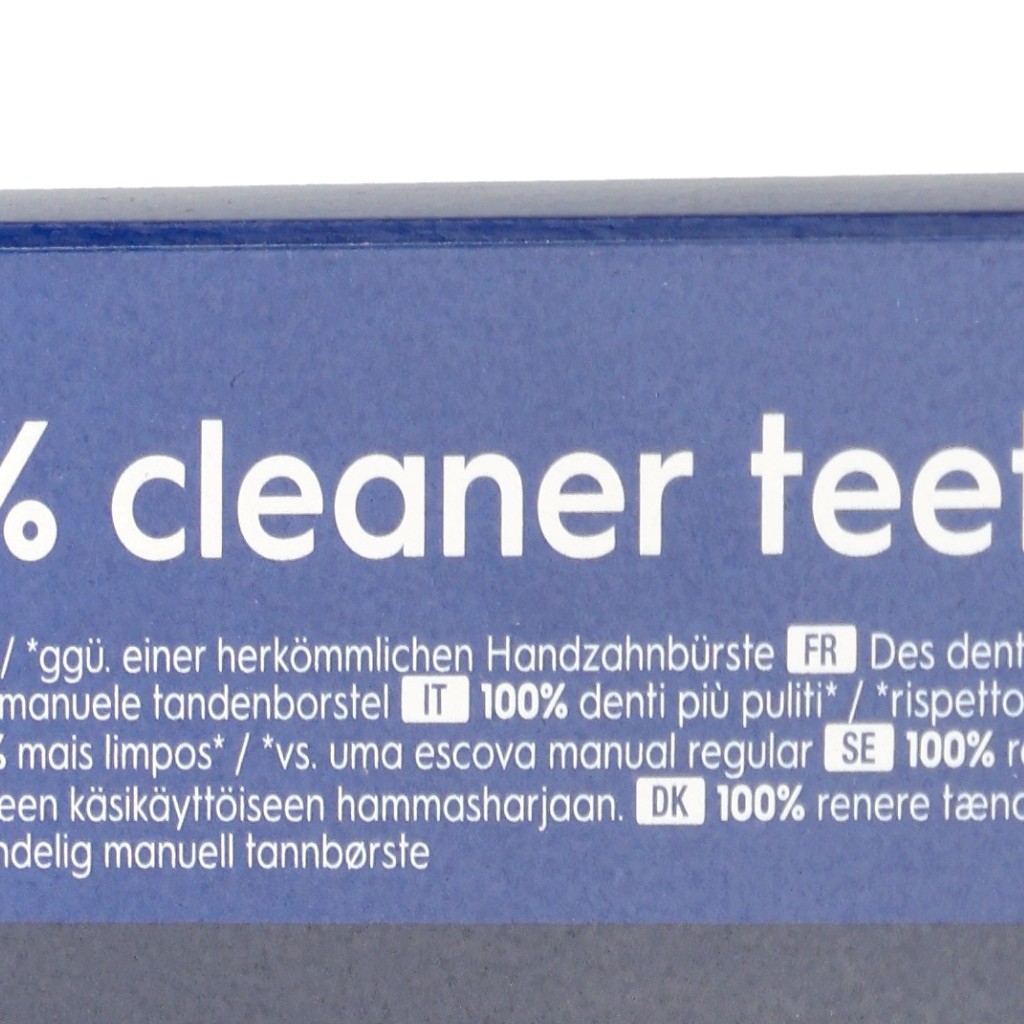 % cleaner teet
/ *ggü. einer herkömmlichen Handzahnbürste FR Des dent
manuele tandenborstel IT 100% denti più puliti* / *rispetto
% mais limpos* / *vs. uma escova manual regular SE 100% r
een käsikäyttöiseen hammasharjaan. DK 100% renere tænd
ndelig manuell tannbørste